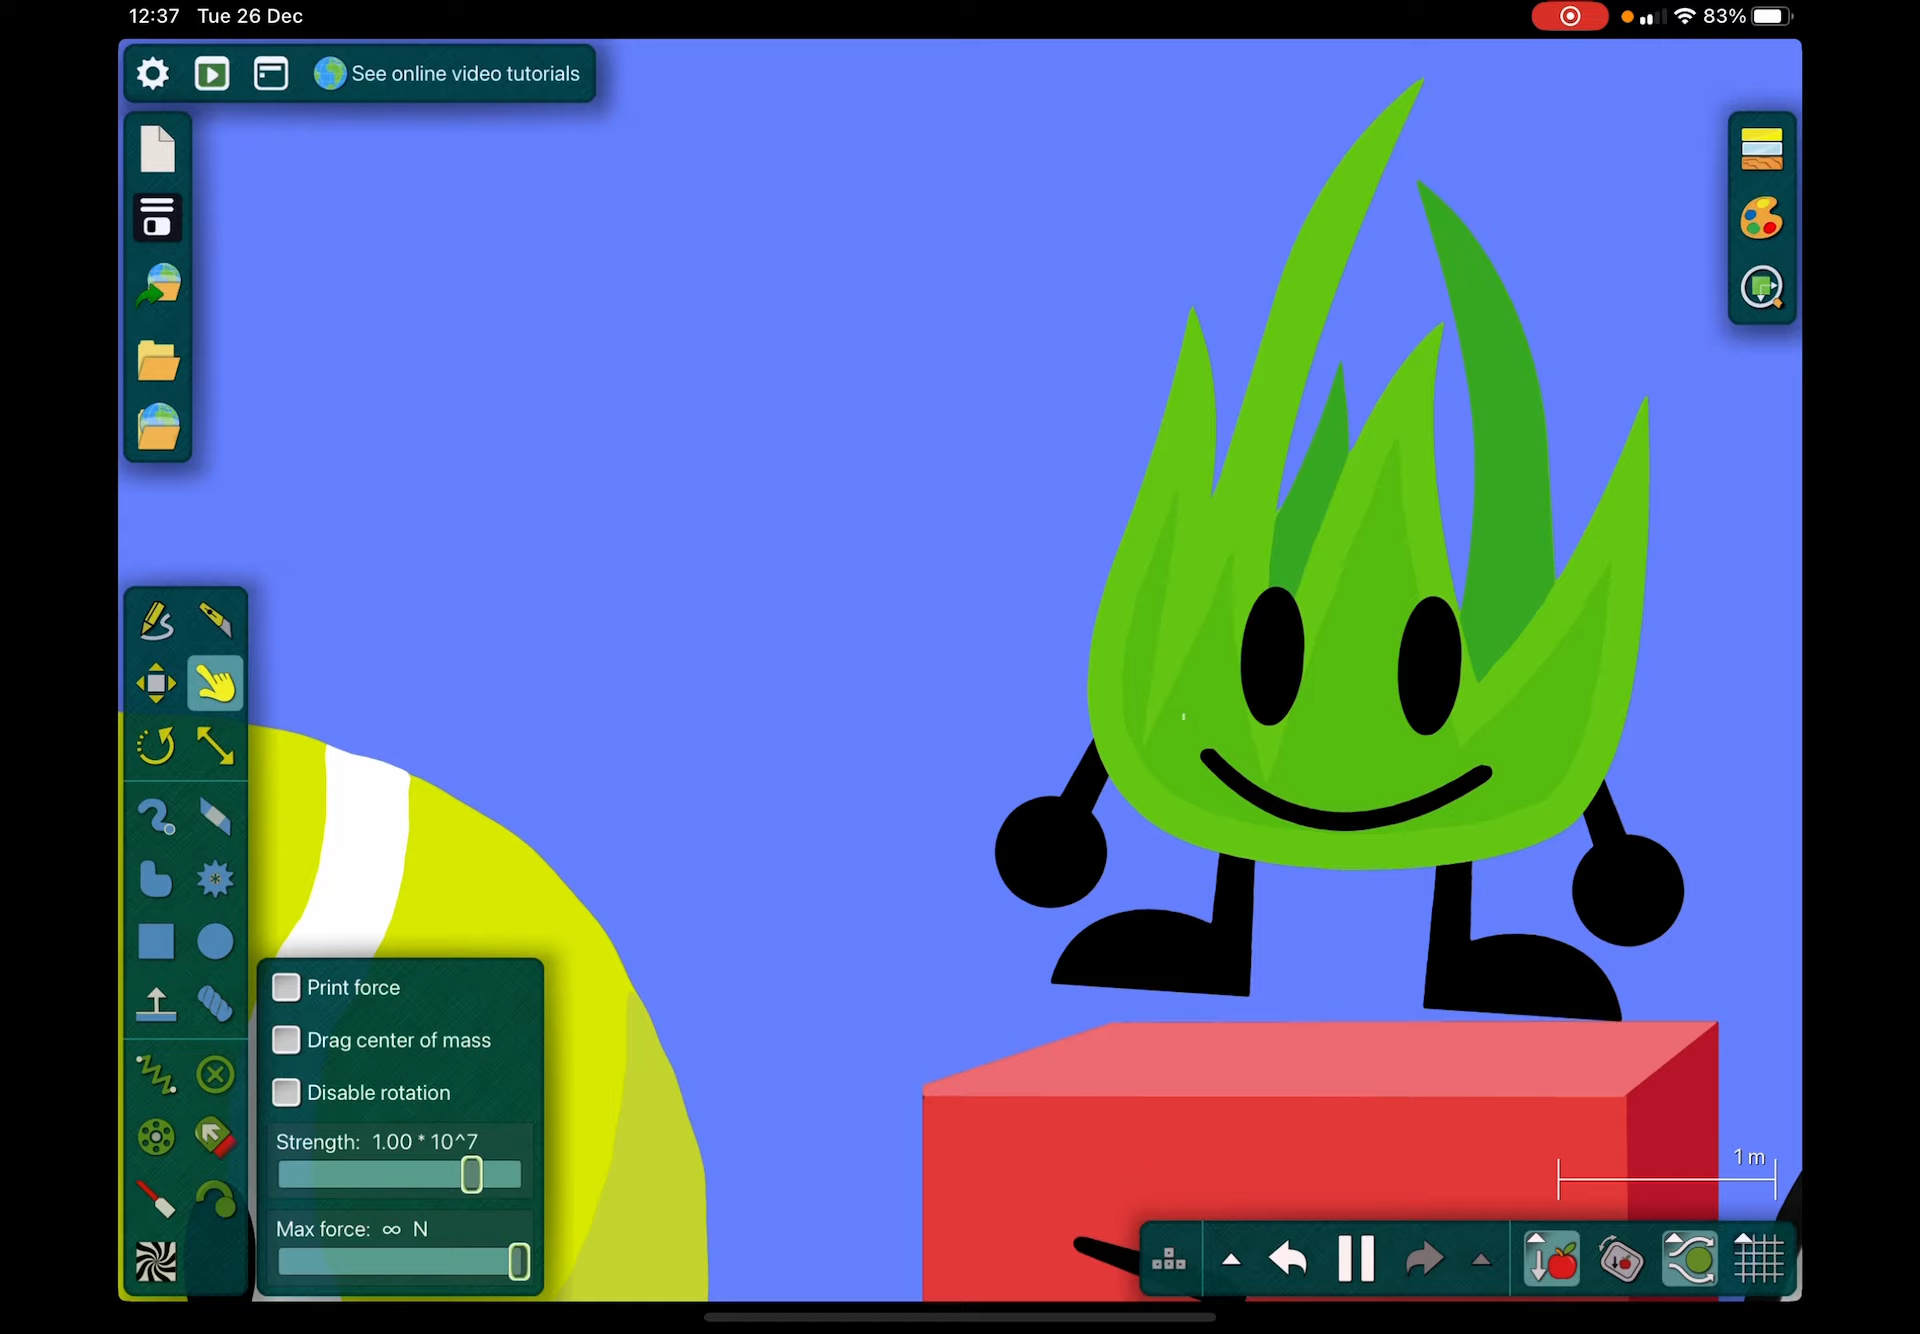 12:37 Tue 26 Dec
83%
See online video tutorials
Print force
Drag center of mass
Disable rotation
Strength: 1.00 * 10^7
Max force: ∞ N
1 m